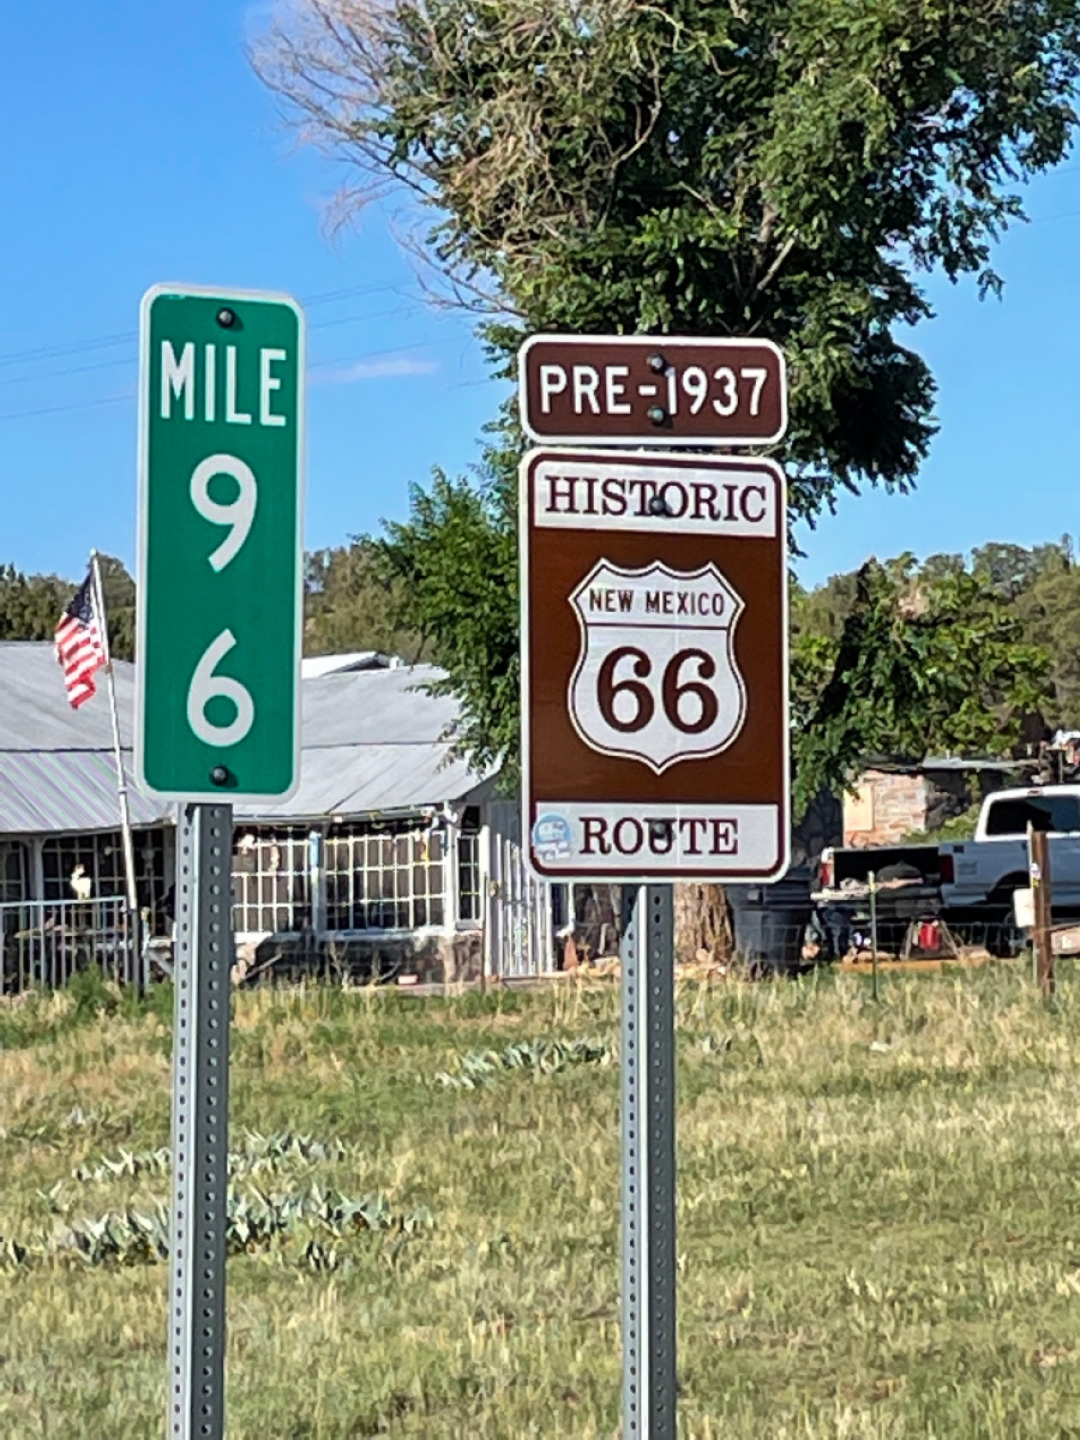 MILE
9
6
PRE-1937
HISTORIC
NEW MEXICO
66
ROUTE